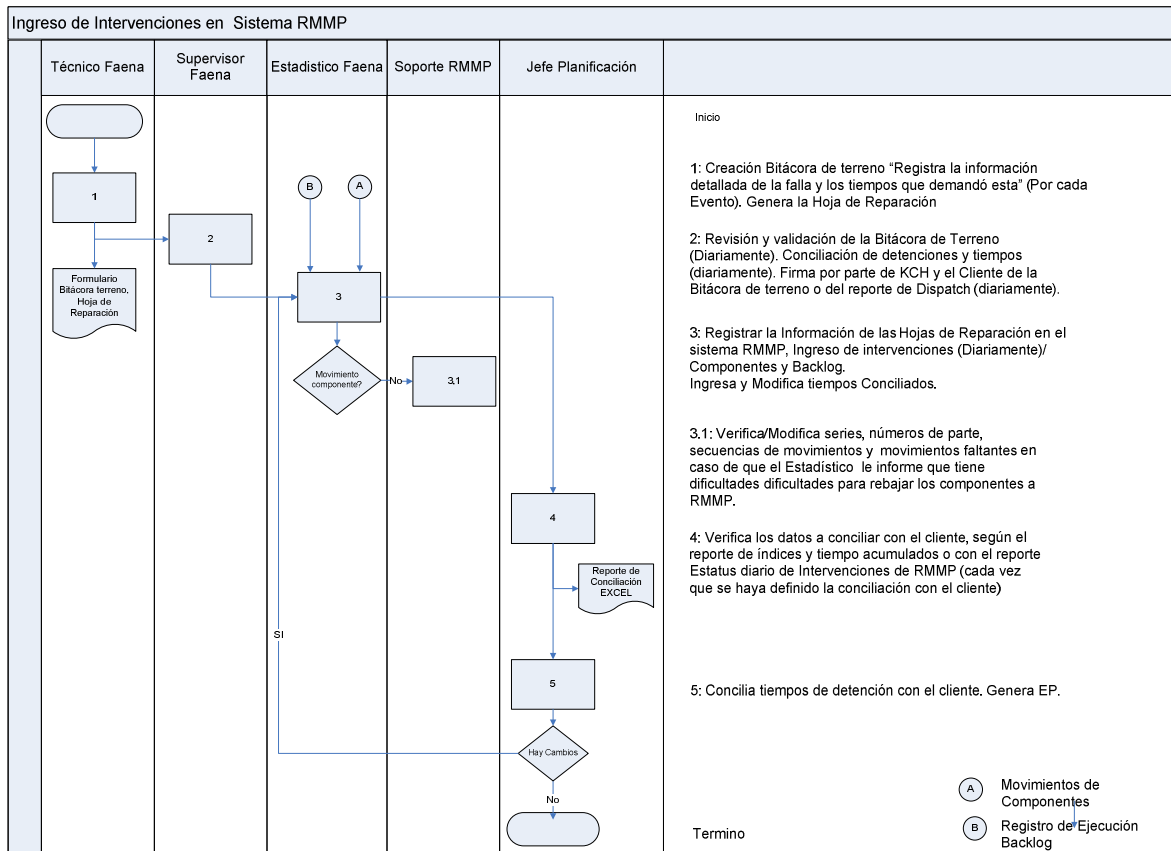 Ingreso de Intervenciones en Sistema RMMP
Técnico Faena
Supervisor
Faena
Estadistico Faena
Soporte RMMP
Jefe Planificación
Inicio
1
B
A
2
Formulario
Bitácora terreno,
Hoja de
Reparación
3
Movimiento
componente?
No
3,1
4
Reporte de
Conciliación
EXCEL
SI
5
Hay Cambios
No
1: Creación Bitácora de terreno “Registra la información
detallada de la falla y los tiempos que demandó esta” (Por cada
Evento). Genera la Hoja de Reparación
2: Revisión y validación de la Bitácora de Terreno
(Diariamente). Conciliación de detenciones y tiempos
(diariamente). Firma por parte de KCH y el Cliente de la
Bitácora de terreno o del reporte de Dispatch (diariamente).
3: Registrar la Información de las Hojas de Reparación en el
sistema RMMP, Ingreso de intervenciones (Diariamente)/
Componentes y Backlog.
Ingresa y Modifica tiempos Conciliados.
3.1: Verifica/Modifica series, números de parte,
secuencias de movimientos y movimientos faltantes en
caso de que el Estadístico le informe que tiene
dificultades dificultades para rebajar los componentes a
RMMP.
4: Verifica los datos a conciliar con el cliente, según el
reporte de índices y tiempo acumulados o con el reporte
Estatus diario de Intervenciones de RMMP (cada vez
que se haya definido la conciliación con el cliente)
5: Concilia tiempos de detención con el cliente. Genera EP.
Termino
A
Movimientos de
Componentes
B
Registro de Ejecución
Backlog